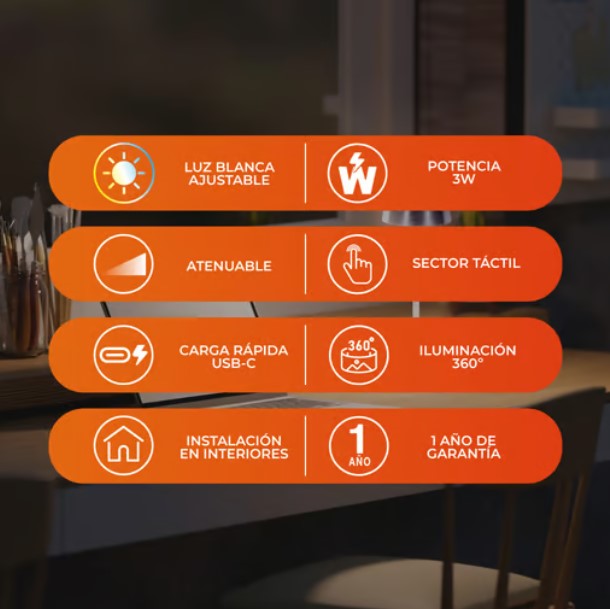 LUZ BLANCA
AJUSTABLE
W
POTENCIA
3W
ATENUABLE
SECTOR TÁCTIL
CARGA RÁPIDA
USB-C
360°
ILUMINACIÓN
360°
INSTALACIÓN
EN INTERIORES
1
AÑO
1 AÑO DE
GARANTÍA